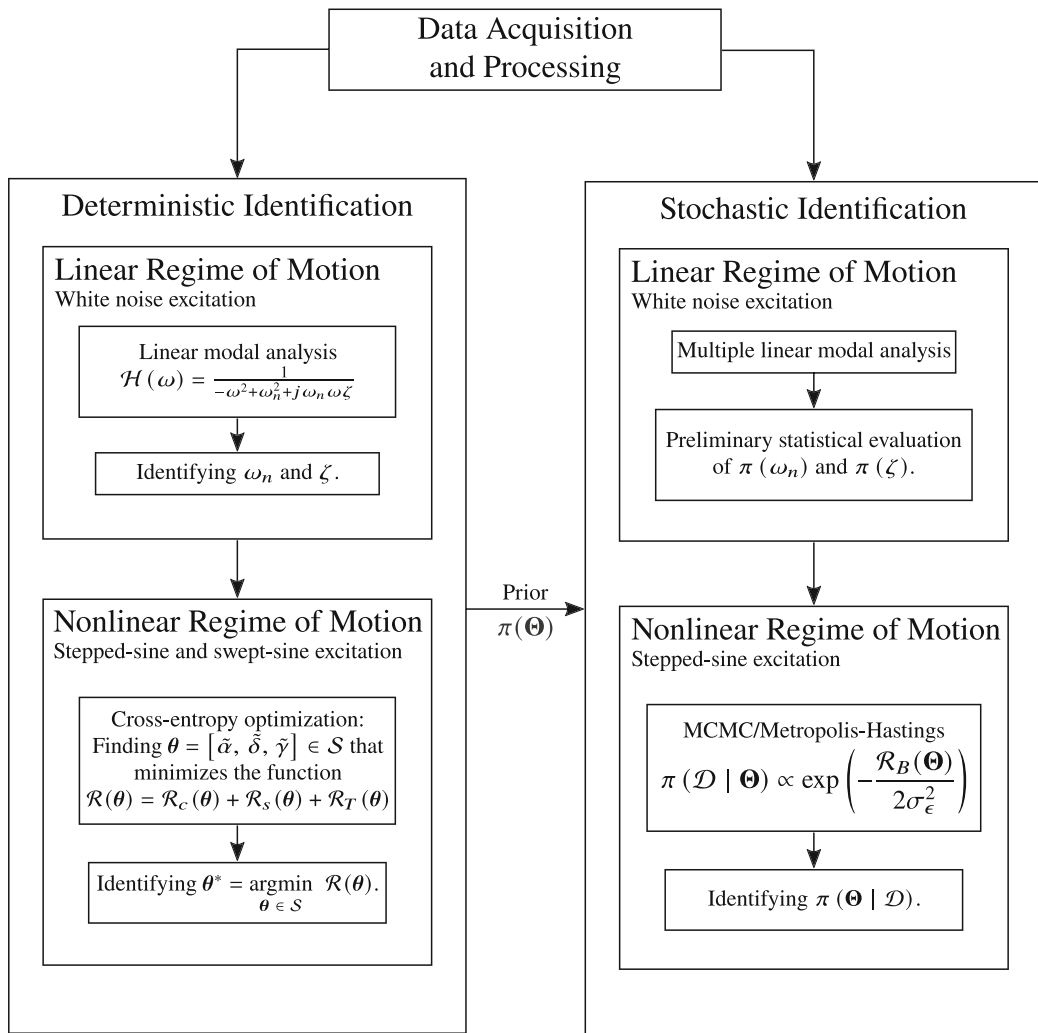 Data Acquisition
and Processing
Deterministic Identification
Linear Regime of Motion
White noise excitation
Linear modal analysis
𝓗(ω) = 1 / (−ω² + ωₙ² + j ωₙ ω ζ)
Identifying ωₙ and ζ.
Nonlinear Regime of Motion
Stepped-sine and swept-sine excitation
Cross-entropy optimization:
Finding θ = [α̃, δ̃, γ̃] ∈ 𝒮 that
minimizes the function
𝓡(θ) = 𝓡_c(θ) + 𝓡_s(θ) + 𝓡_T(θ)
Identifying θ* = argmin 𝓡(θ).
θ ∈ 𝒮
Prior
π(Θ)
Stochastic Identification
Linear Regime of Motion
White noise excitation
Multiple linear modal analysis
Preliminary statistical evaluation
of π(ωₙ) and π(ζ).
Nonlinear Regime of Motion
Stepped-sine excitation
MCMC/Metropolis-Hastings
π(𝒟 | Θ) ∝ exp(−𝓡_B(Θ) / 2σ_ϵ²)
Identifying π(Θ | 𝒟).